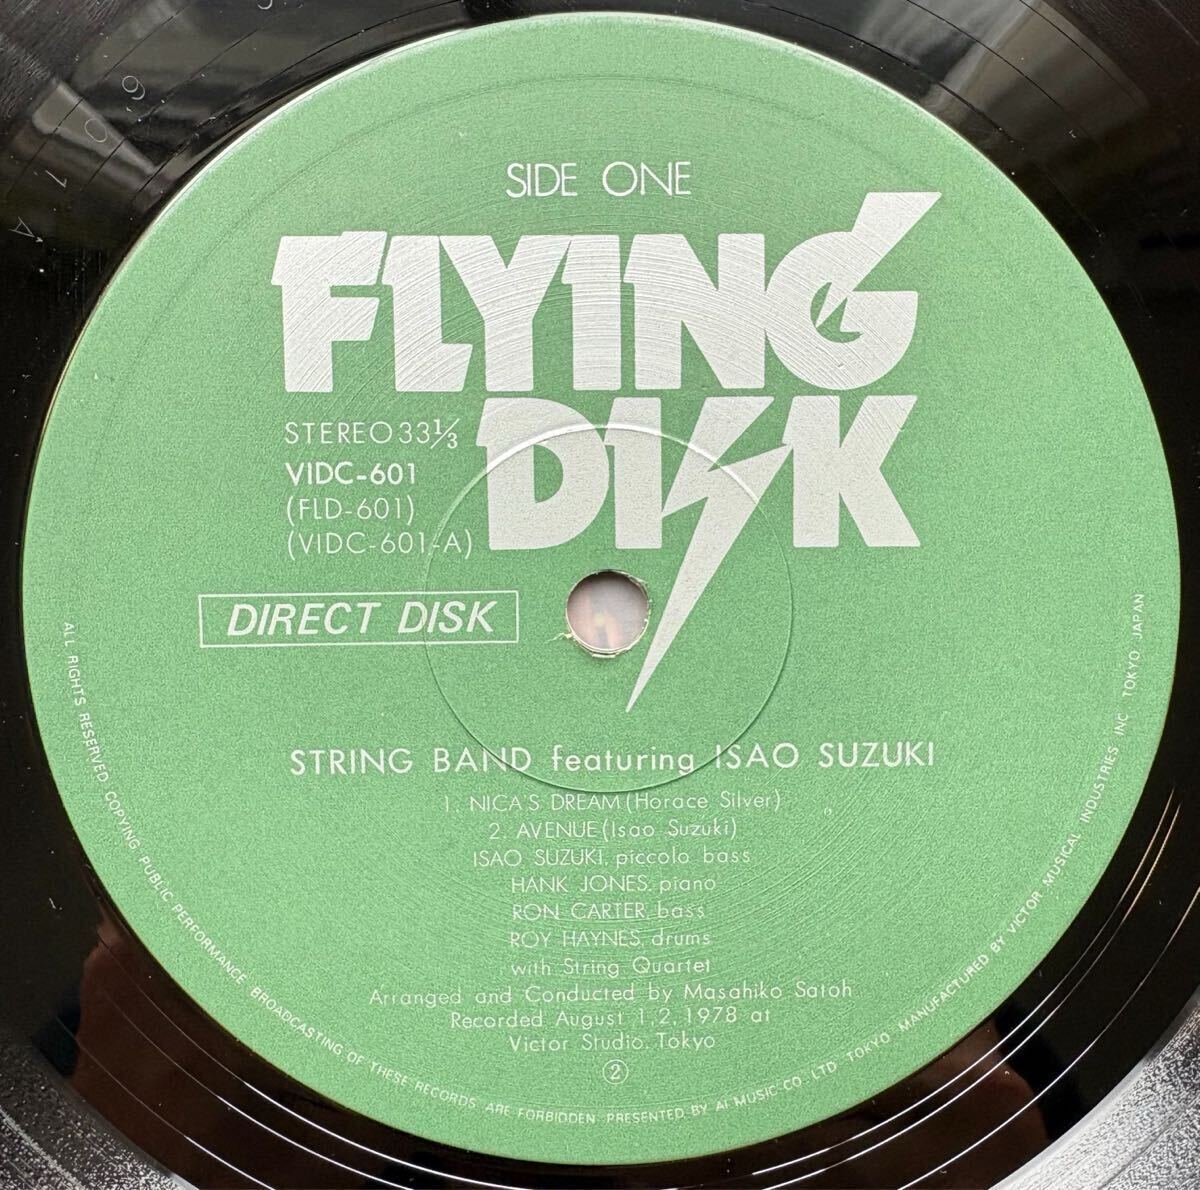 SIDE ONE
FLYING
DISK
STEREO 33 1/3
VIDC-601
(FLD-601)
(VIDC-601-A)
DIRECT DISK
STRING BAND featuring ISAO SUZUKI
1. NICA'S DREAM (Horace Silver)
2. AVENUE (Isao Suzuki)
ISAO SUZUKI, piccolo bass
HANK JONES, piano
RON CARTER, bass
ROY HAYNES, drums
with String Quartet
Arranged and Conducted by Masahiko Satoh
Recorded August 1, 2, 1978 at
Victor Studio, Tokyo
②
ALL RIGHTS RESERVED COPYING PUBLIC PERFORMANCE BROADCASTING OF THESE RECORDS ARE FORBIDDEN. PRESENTED BY AI MUSIC CO., LTD. TOKYO MANUFACTURED BY VICTOR MUSICAL INDUSTRIES INC TOKYO JAPAN